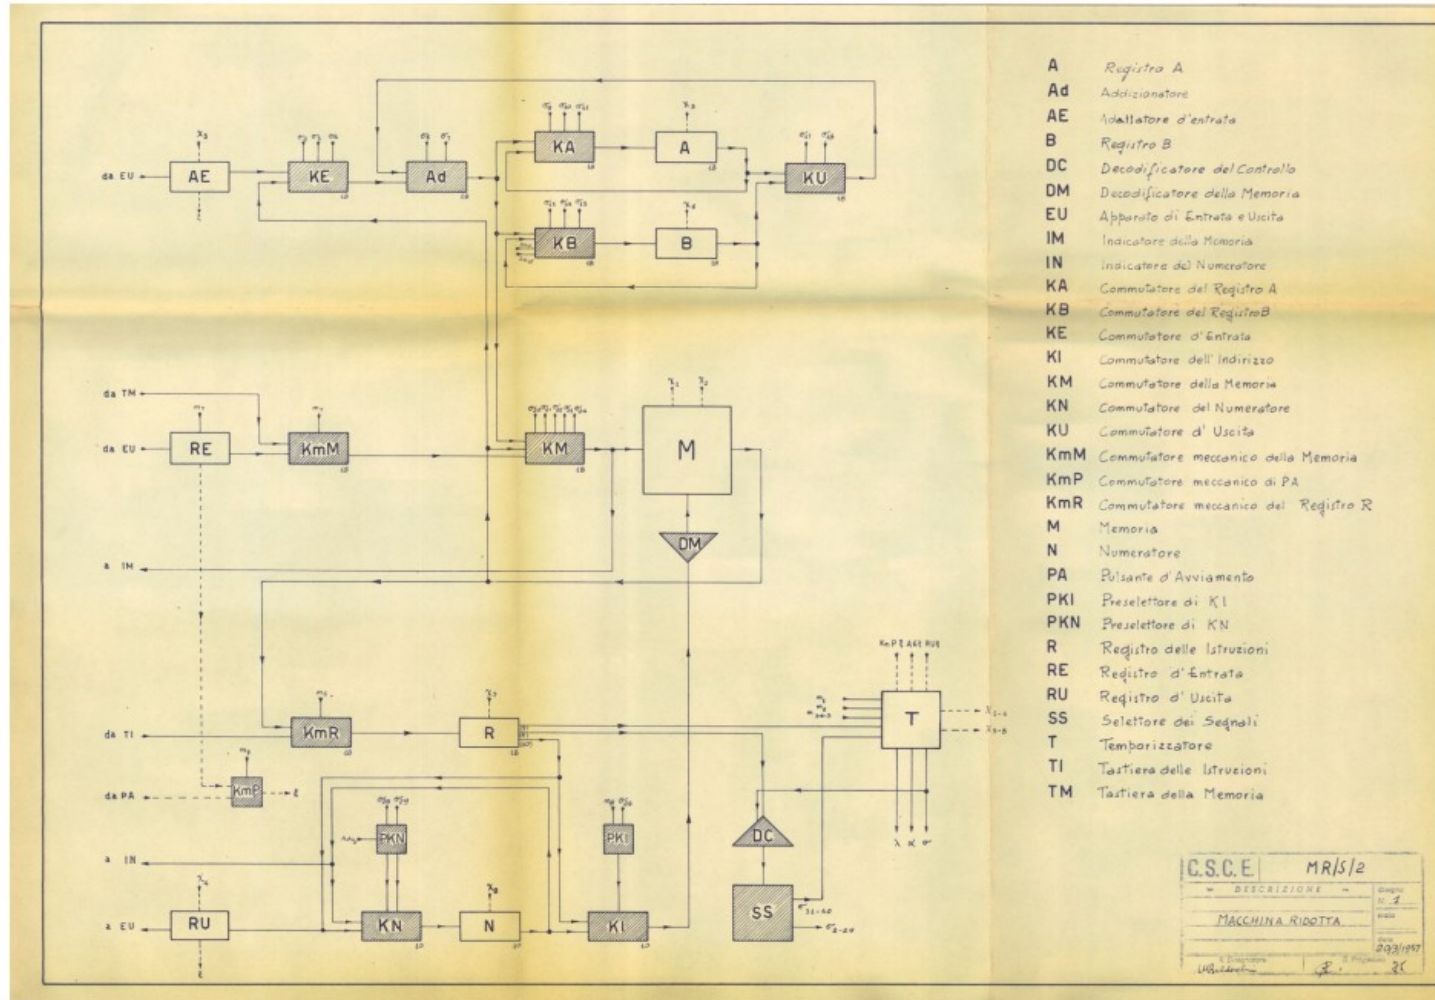 A Registro A
Ad Addizionatore
AE Adattatore d'entrata
B Registro B
DC Decodificatore del Controllo
DM Decodificatore della Memoria
EU Apparato di Entrata e Uscita
IM Indicatore della Memoria
IN Indicatore del Numeratore
KA Commutatore del Registro A
KB Commutatore del Registro B
KE Commutatore d'Entrata
KI Commutatore dell'Indirizzo
KM Commutatore della Memoria
KN Commutatore del Numeratore
KU Commutatore d'Uscita
KmM Commutatore meccanico della Memoria
KmP Commutatore meccanico di PA
KmR Commutatore meccanico del Registro R
M Memoria
N Numeratore
PA Pulsante d'Avviamento
PKI Preselettore di KI
PKN Preselettore di KN
R Registro delle Istruzioni
RE Registro d'Entrata
RU Registro d'Uscita
SS Selettore dei Segnali
T Temporizzatore
TI Tastiera delle Istruzioni
TM Tastiera della Memoria
da EU
AE
KE
Ad
KA
A
KU
KB
B
da TM
da EU
RE
KmM
KM
M
DM
a IM
da TI
KmR
R
T
da PA
KmP
PKN
PKI
DC
λ α σ
a IN
a EU
RU
KN
N
KI
SS
C.S.C.E. MR/S/2
DESCRIZIONE
disegno
N. 1
MACCHINA RIDOTTA
data
20/3/1957